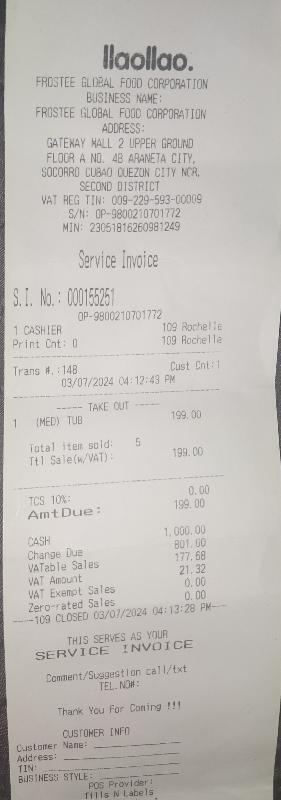 llaollao.
FROSTEE GLOBAL FOOD CORPORATION
BUSINESS NAME:
FROSTEE GLOBAL FOOD CORPORATION
ADDRESS:
GATEWAY MALL 2 UPPER GROUND
FLOOR A NO. 4B ARANETA CITY,
SOCORRO CUBAO QUEZON CITY NCR,
SECOND DISTRICT
VAT REG TIN: 009-229-593-00009
S/N: OP-9800210701772
MIN: 23051816260981249
Service Invoice
S.I. No.: 000155251
OP-9800210701772
1 CASHIER 109 Rochelle
Print Cnt: 0 109 Rochelle
Trans #.:148 Cust Cnt:1
03/07/2024 04:12:43 PM
----- TAKE OUT -----
1 (MED) TUB 199.00
Total item sold: 5
Ttl Sale(w/VAT): 199.00
TCS 10%: 0.00
AmtDue: 199.00
CASH 1,000.00
Change Due 801.00
VATable Sales 177.68
VAT Amount 21.32
VAT Exempt Sales 0.00
Zero-rated Sales 0.00
----109 CLOSED 03/07/2024 04:13:28 PM----
THIS SERVES AS YOUR
SERVICE INVOICE
Comment/Suggestion call/txt
TEL.NO#:
Thank You For Coming !!!
CUSTOMER INFO
Customer Name:
Address:
TIN:
BUSINESS STYLE:
POS Provider:
fills N Labels